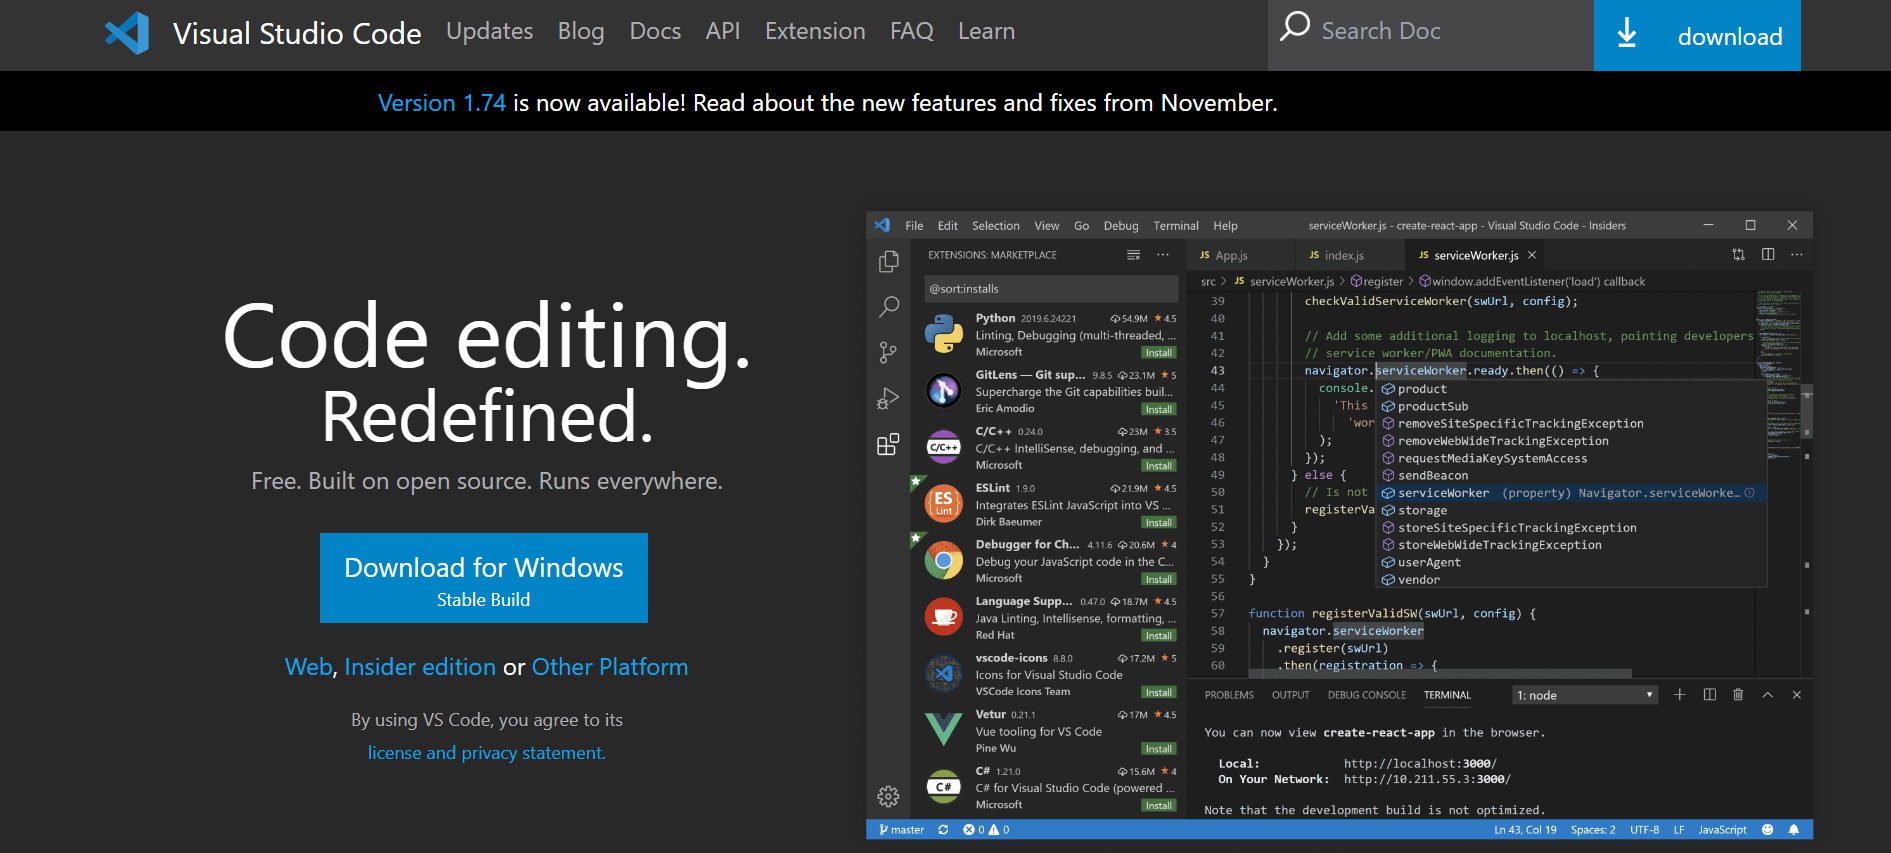 Visual Studio Code Updates Blog Docs API Extension FAQ Learn Search Doc download
Version 1.74 is now available! Read about the new features and fixes from November.
Code editing.
Redefined.
Free. Built on open source. Runs everywhere.
Download for Windows
Stable Build
Web, Insider edition or Other Platform
By using VS Code, you agree to its
license and privacy statement.
File Edit Selection View Go Debug Terminal Help serviceWorker.js - create-react-app - Visual Studio Code - Insiders
EXTENSIONS: MARKETPLACE
@sort:installs
Python 2019.6.24221 54.9M 4.5
Linting, Debugging (multi-threaded, ...
Microsoft Install
GitLens — Git sup... 9.8.5 23.1M 5
Supercharge the Git capabilities buil...
Eric Amodio Install
C/C++ 0.24.0 23M 3.5
C/C++ IntelliSense, debugging, and ...
Microsoft Install
ESLint 1.9.0 21.9M 4.5
Integrates ESLint JavaScript into VS ...
Dirk Baeumer Install
Debugger for Ch... 4.11.6 20.6M 4
Debug your JavaScript code in the C...
Microsoft Install
Language Supp... 0.47.0 18.7M 4.5
Java Linting, Intellisense, formatting, ...
Red Hat Install
vscode-icons 8.8.0 17.2M 5
Icons for Visual Studio Code
VSCode Icons Team Install
Vetur 0.21.1 17M 4.5
Vue tooling for VS Code
Pine Wu Install
C# 1.21.0 15.6M 4
C# for Visual Studio Code (powered ...
Microsoft Install
C/C++
ES
Lint
C#
JS App.js JS index.js JS serviceWorker.js
src > JS serviceWorker.js > register > window.addEventListener('load') callback
39 checkValidServiceWorker(swUrl, config);
40
41 // Add some additional logging to localhost, pointing developers
42 // service worker/PWA documentation.
43 navigator.serviceWorker.ready.then(() => {
44 console.
45 'This
46 'wor
47 );
48 });
49 } else {
50 // Is not
51 registerVa
52 }
53 });
54 }
55 }
56
57 function registerValidSW(swUrl, config) {
58 navigator.serviceWorker
59 .register(swUrl)
60 .then(registration => {
product
productSub
removeSiteSpecificTrackingException
removeWebWideTrackingException
requestMediaKeySystemAccess
sendBeacon
serviceWorker (property) Navigator.serviceWorke...
storage
storeSiteSpecificTrackingException
storeWebWideTrackingException
userAgent
vendor
PROBLEMS OUTPUT DEBUG CONSOLE TERMINAL 1: node
You can now view create-react-app in the browser.
Local: http://localhost:3000/
On Your Network: http://10.211.55.3:3000/
Note that the development build is not optimized.
master 0 0 Ln 43, Col 19 Spaces: 2 UTF-8 LF JavaScript